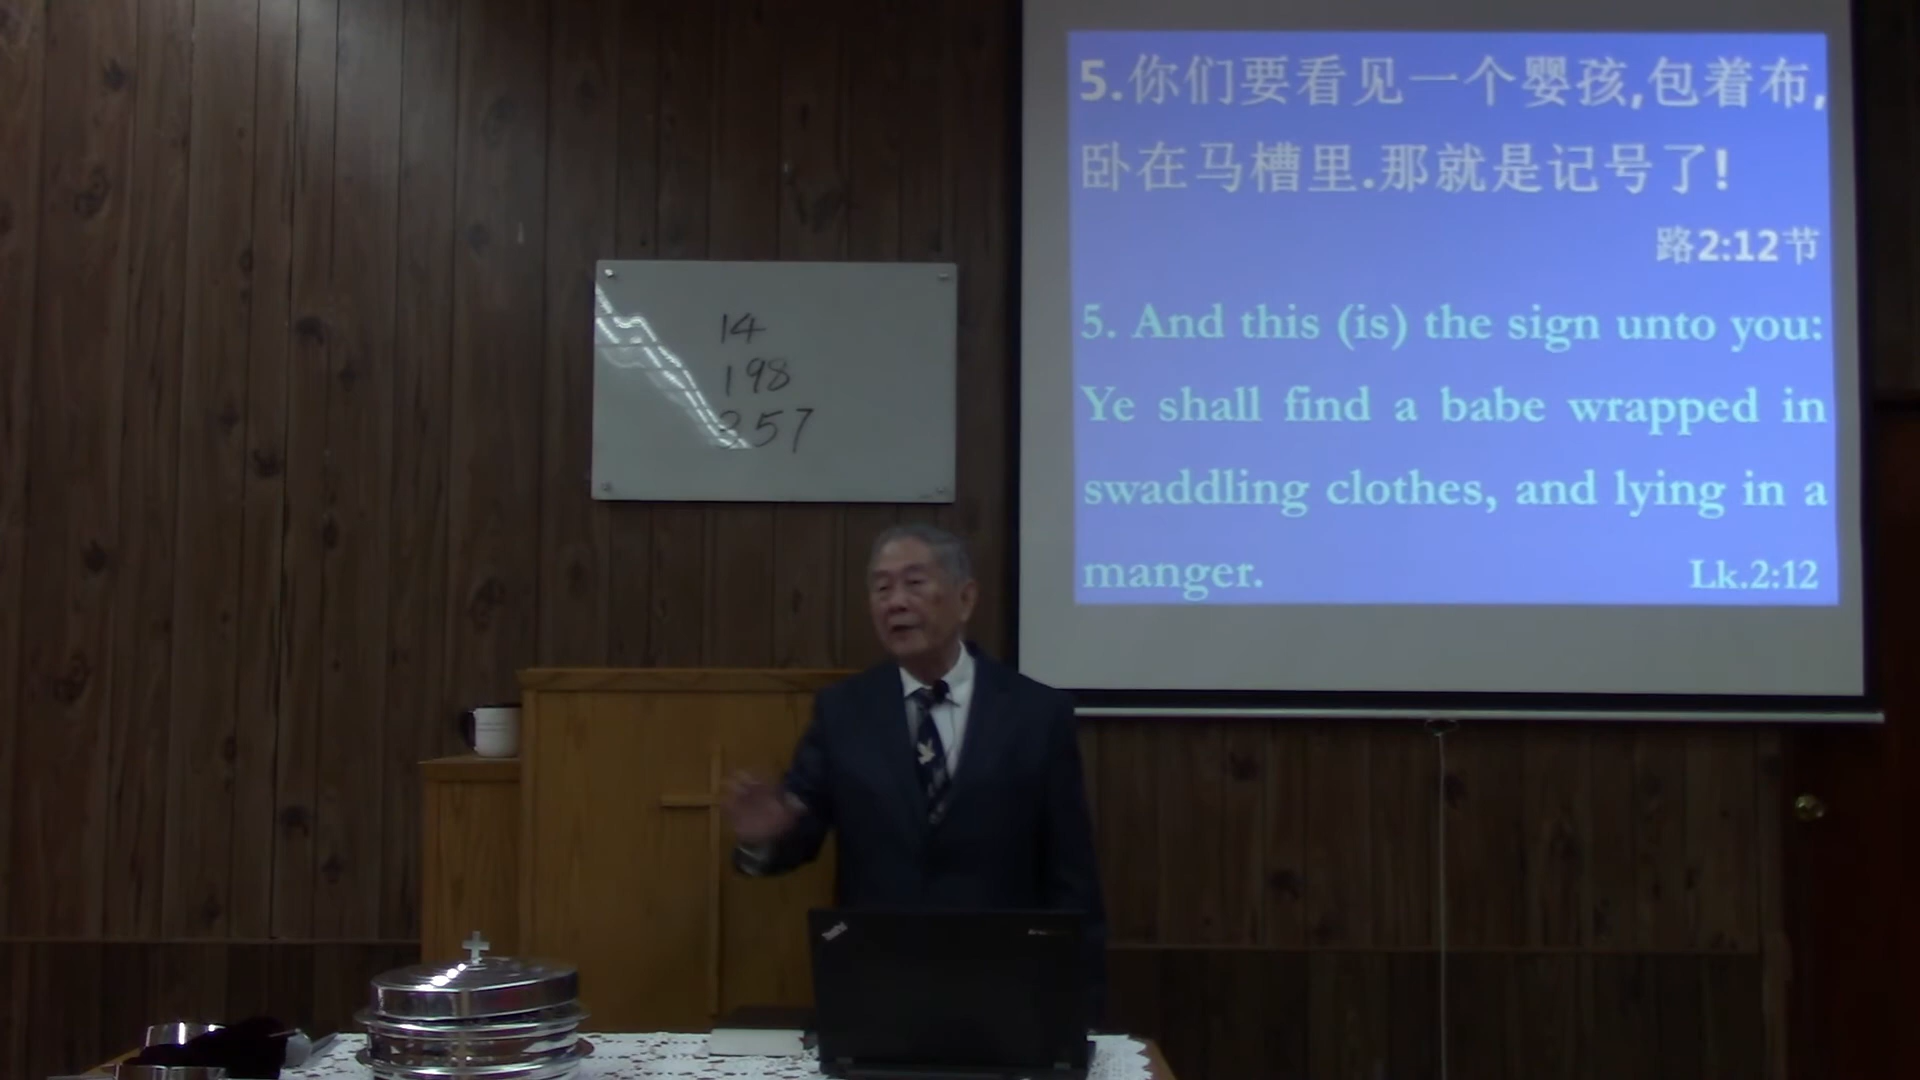 5.你们要看见一个婴孩,包着布,
卧在马槽里.那就是记号了!
路2:12节
5. And this (is) the sign unto you:
Ye shall find a babe wrapped in
swaddling clothes, and lying in a
manger. Lk.2:12
14
198
357